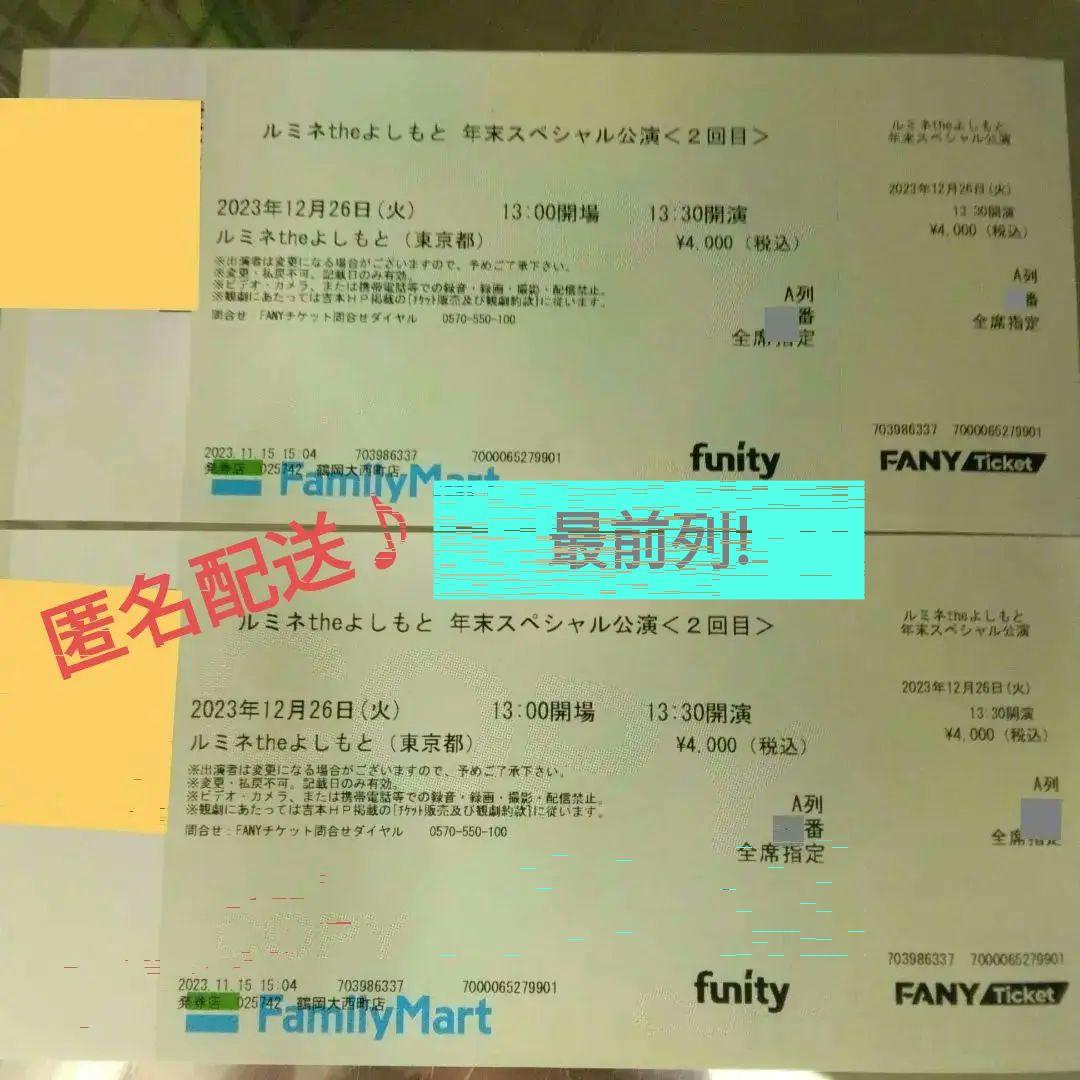 ルミネtheよしもと 年末スペシャル公演<2回目>
2023年12月26日(火) 13:00開場 13:30開演
ルミネtheよしもと (東京都) ¥4,000 (税込)
※出演者は変更になる場合がございますので、予めご了承下さい。
※変更・払戻不可。記載日のみ有効。
※ビデオ・カメラ、または携帯電話等での録音・録画・撮影・配信禁止。
※観劇にあたっては吉本HP掲載の[チケット販売及び観劇約款]に従います。
問合せ FANYチケット問合せダイヤル 0570-550-100
A列
番
全席指定
2023.11.15 15:04 703986337 7000065279901
発券店 025742 鶴岡大西町店
FamilyMart
funity
ルミネtheよしもと
年末スペシャル公演
2023年12月26日(火)
13:30開演
¥4,000 (税込)
A列
番
全席指定
703986337 7000065279901
FANY Ticket
匿名配送♪
最前列!
ルミネtheよしもと 年末スペシャル公演<2回目>
2023年12月26日(火) 13:00開場 13:30開演
ルミネtheよしもと (東京都) ¥4,000 (税込)
※出演者は変更になる場合がございますので、予めご了承下さい。
※変更・払戻不可。記載日のみ有効。
※ビデオ・カメラ、または携帯電話等での録音・録画・撮影・配信禁止。
※観劇にあたっては吉本HP掲載の[チケット販売及び観劇約款]に従います。
問合せ:FANYチケット問合せダイヤル 0570-550-100
A列
番
全席指定
COPY
2023.11.15 15:04 703986337 7000065279901
発券店 025742 鶴岡大西町店
FamilyMart
funity
ルミネtheよしもと
年末スペシャル公演
2023年12月26日(火)
13:30開演
¥4,000 (税込)
A列
全席指定
703986337 7000065279901
FANY Ticket